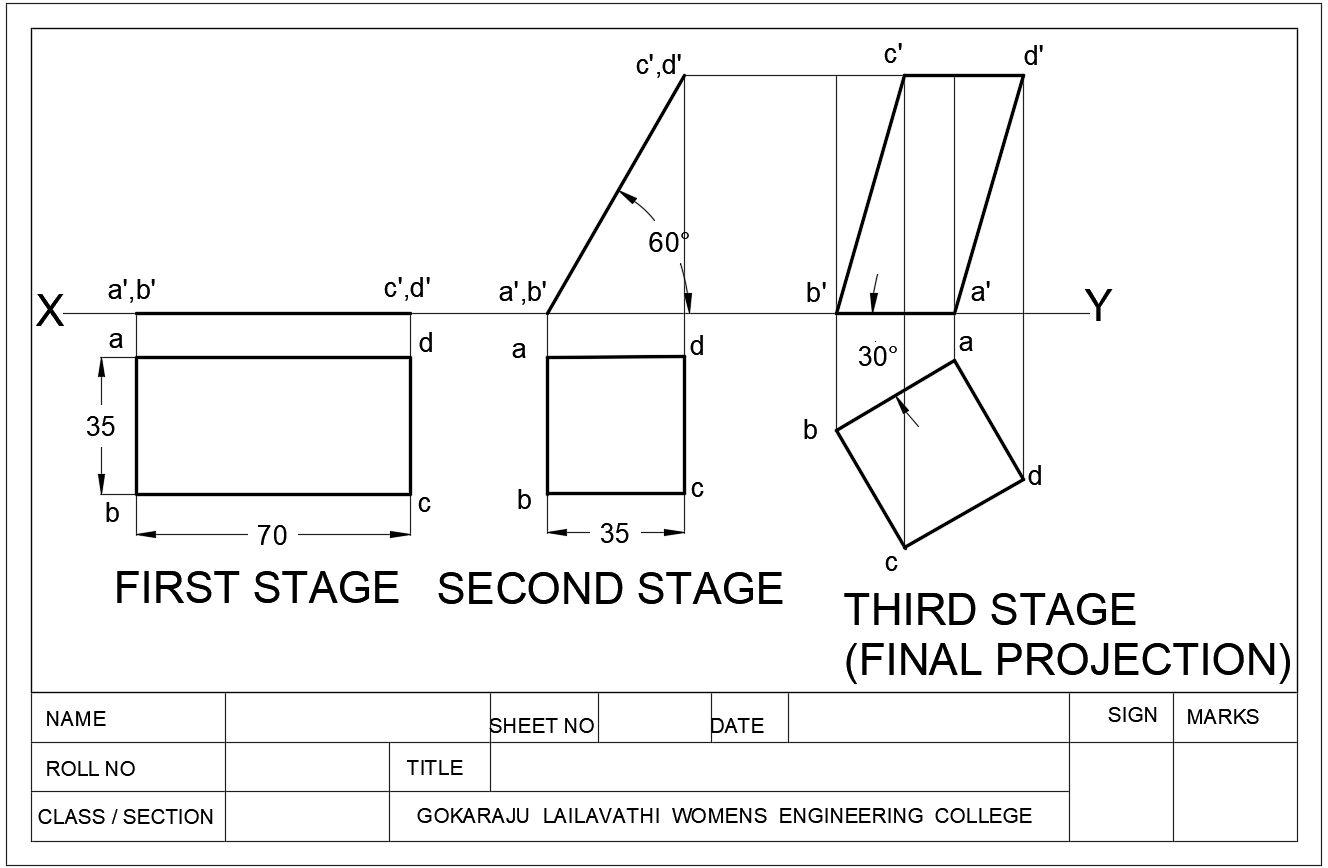 c'
d'
c',d'
60°
X
a',b'
c',d'
a',b'
b'
a'
Y
a
d
a
d
30°
a
35
b
b
c
b
c
d
70
35
c
FIRST STAGE
SECOND STAGE
THIRD STAGE
(FINAL PROJECTION)
NAME
SHEET NO
DATE
SIGN
MARKS
ROLL NO
TITLE
CLASS / SECTION
GOKARAJU LAILAVATHI WOMENS ENGINEERING COLLEGE